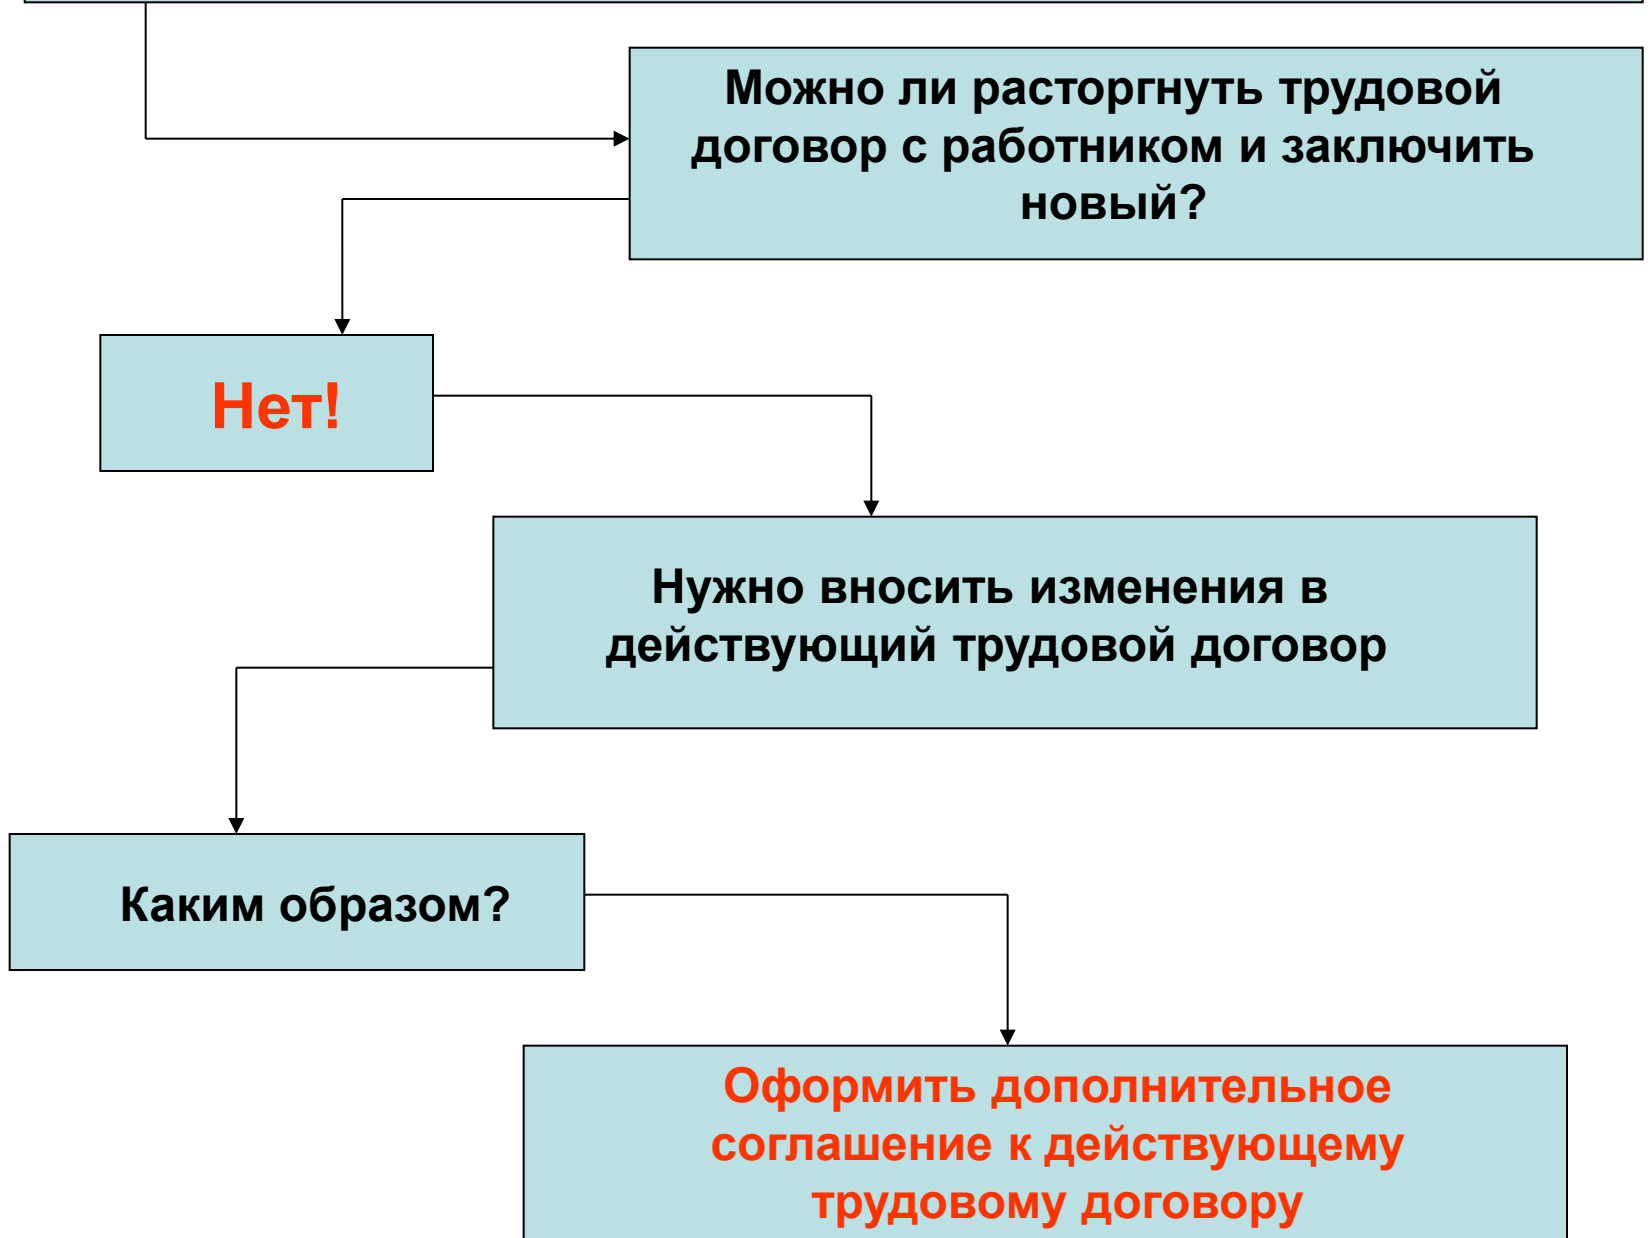 Можно ли расторгнуть трудовой
договор с работником и заключить
новый?
Нет!
Нужно вносить изменения в
действующий трудовой договор
Каким образом?
Оформить дополнительное
соглашение к действующему
трудовому договору